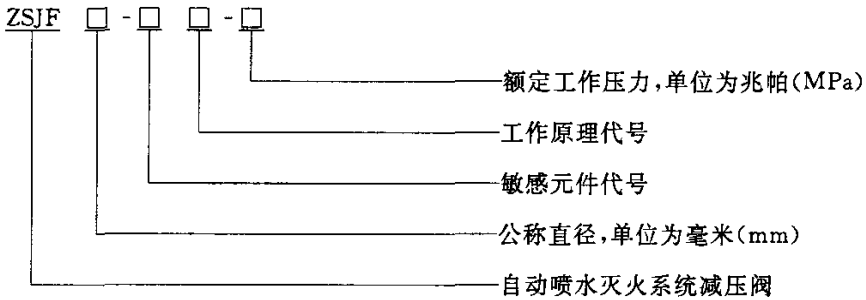 ZSJF □ - □ □ - □
额定工作压力,单位为兆帕(MPa)
工作原理代号
敏感元件代号
公称直径,单位为毫米(mm)
自动喷水灭火系统减压阀